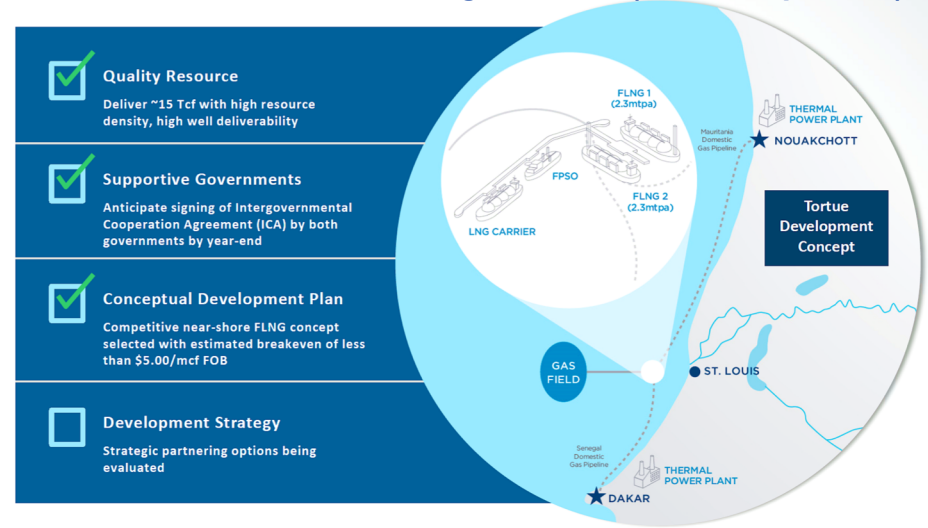 Quality Resource
Deliver ~15 Tcf with high resource
density, high well deliverability
Supportive Governments
Anticipate signing of Intergovernmental
Cooperation Agreement (ICA) by both
governments by year-end
Conceptual Development Plan
Competitive near-shore FLNG concept
selected with estimated breakeven of less
than $5.00/mcf FOB
Development Strategy
Strategic partnering options being
evaluated
FLNG 1
(2.3mtpa)
FPSO
FLNG 2
(2.3mtpa)
LNG CARRIER
Mauritania
Domestic
Gas Pipeline
THERMAL
POWER PLANT
NOUAKCHOTT
Tortue
Development
Concept
GAS
FIELD
ST. LOUIS
Senegal
Domestic
Gas Pipeline
THERMAL
POWER PLANT
DAKAR